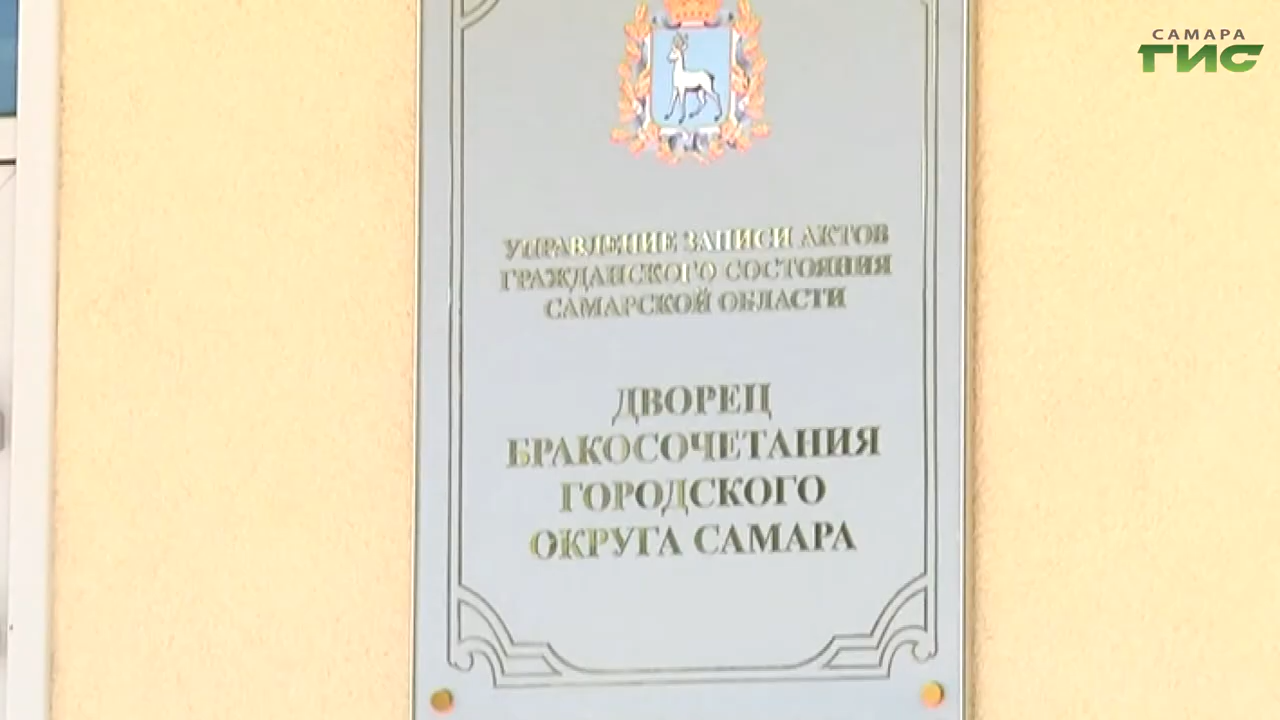 САМАРА
ГИС
УПРАВЛЕНИЕ ЗАПИСИ АКТОВ
ГРАЖДАНСКОГО СОСТОЯНИЯ
САМАРСКОЙ ОБЛАСТИ
ДВОРЕЦ
БРАКОСОЧЕТАНИЯ
ГОРОДСКОГО
ОКРУГА САМАРА